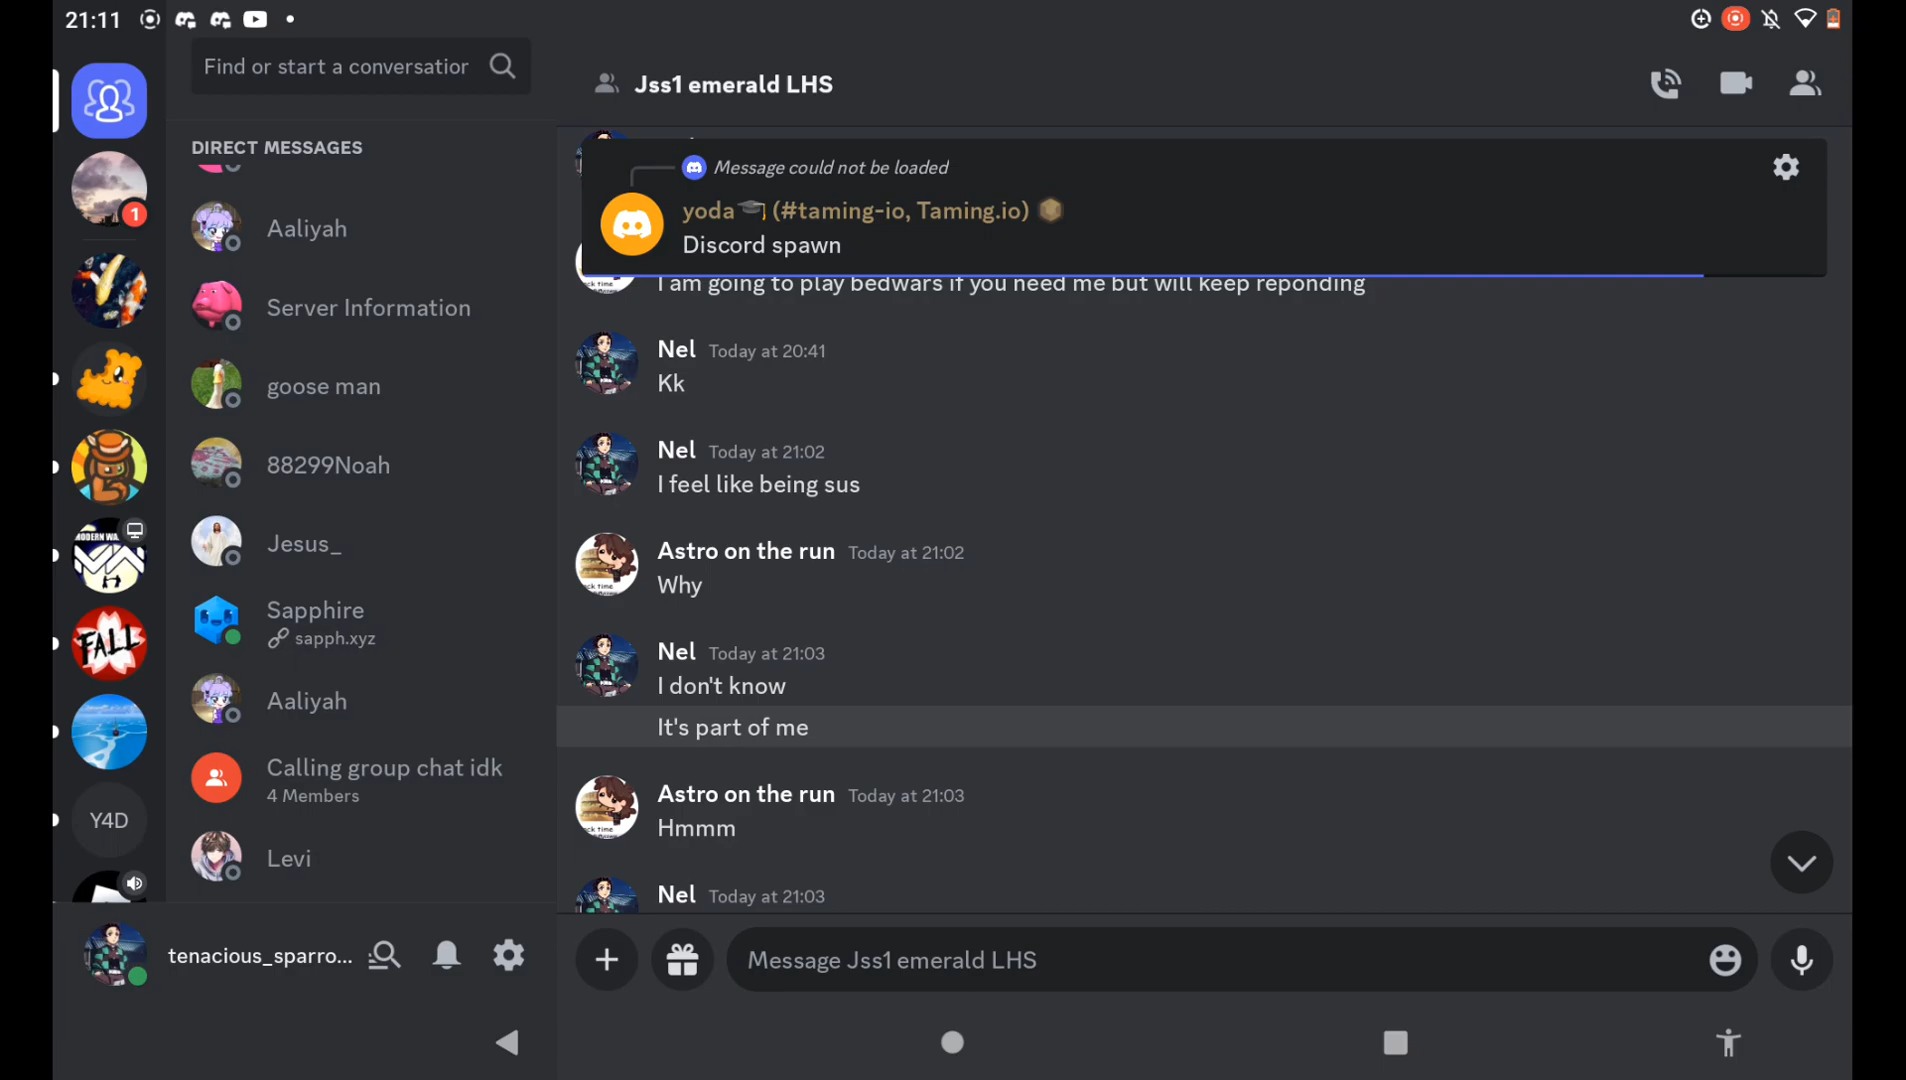 21:11
Find or start a conversation
DIRECT MESSAGES
1
Aaliyah
Server Information
goose man
88299Noah
Jesus_
Sapphire
sapph.xyz
Aaliyah
Calling group chat idk
4 Members
Levi
MODERN WA
FALL
Y4D
tenacious_sparro...
Jss1 emerald LHS
Message could not be loaded
yoda🎓 (#taming-io, Taming.io)
Discord spawn
I am going to play bedwars if you need me but will keep reponding
Nel Today at 20:41
Kk
Nel Today at 21:02
I feel like being sus
Astro on the run Today at 21:02
Why
Nel Today at 21:03
I don't know
It's part of me
Astro on the run Today at 21:03
Hmmm
Nel Today at 21:03
Message Jss1 emerald LHS